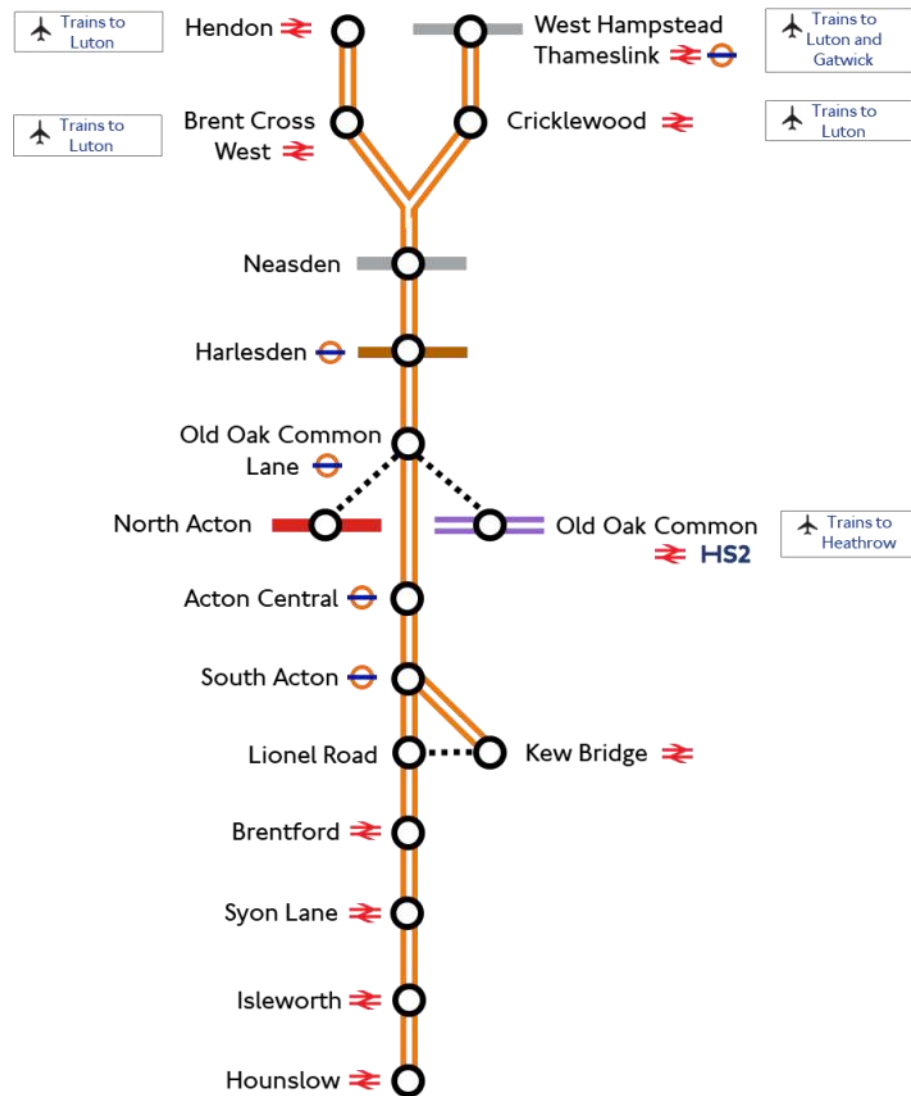 Trains to
Luton
Hendon
West Hampstead
Thameslink
Trains to
Luton and
Gatwick
Trains to
Luton
Brent Cross
West
Cricklewood
Trains to
Luton
Neasden
Harlesden
Old Oak Common
Lane
North Acton
Old Oak Common
HS2
Trains to
Heathrow
Acton Central
South Acton
Lionel Road
Kew Bridge
Brentford
Syon Lane
Isleworth
Hounslow